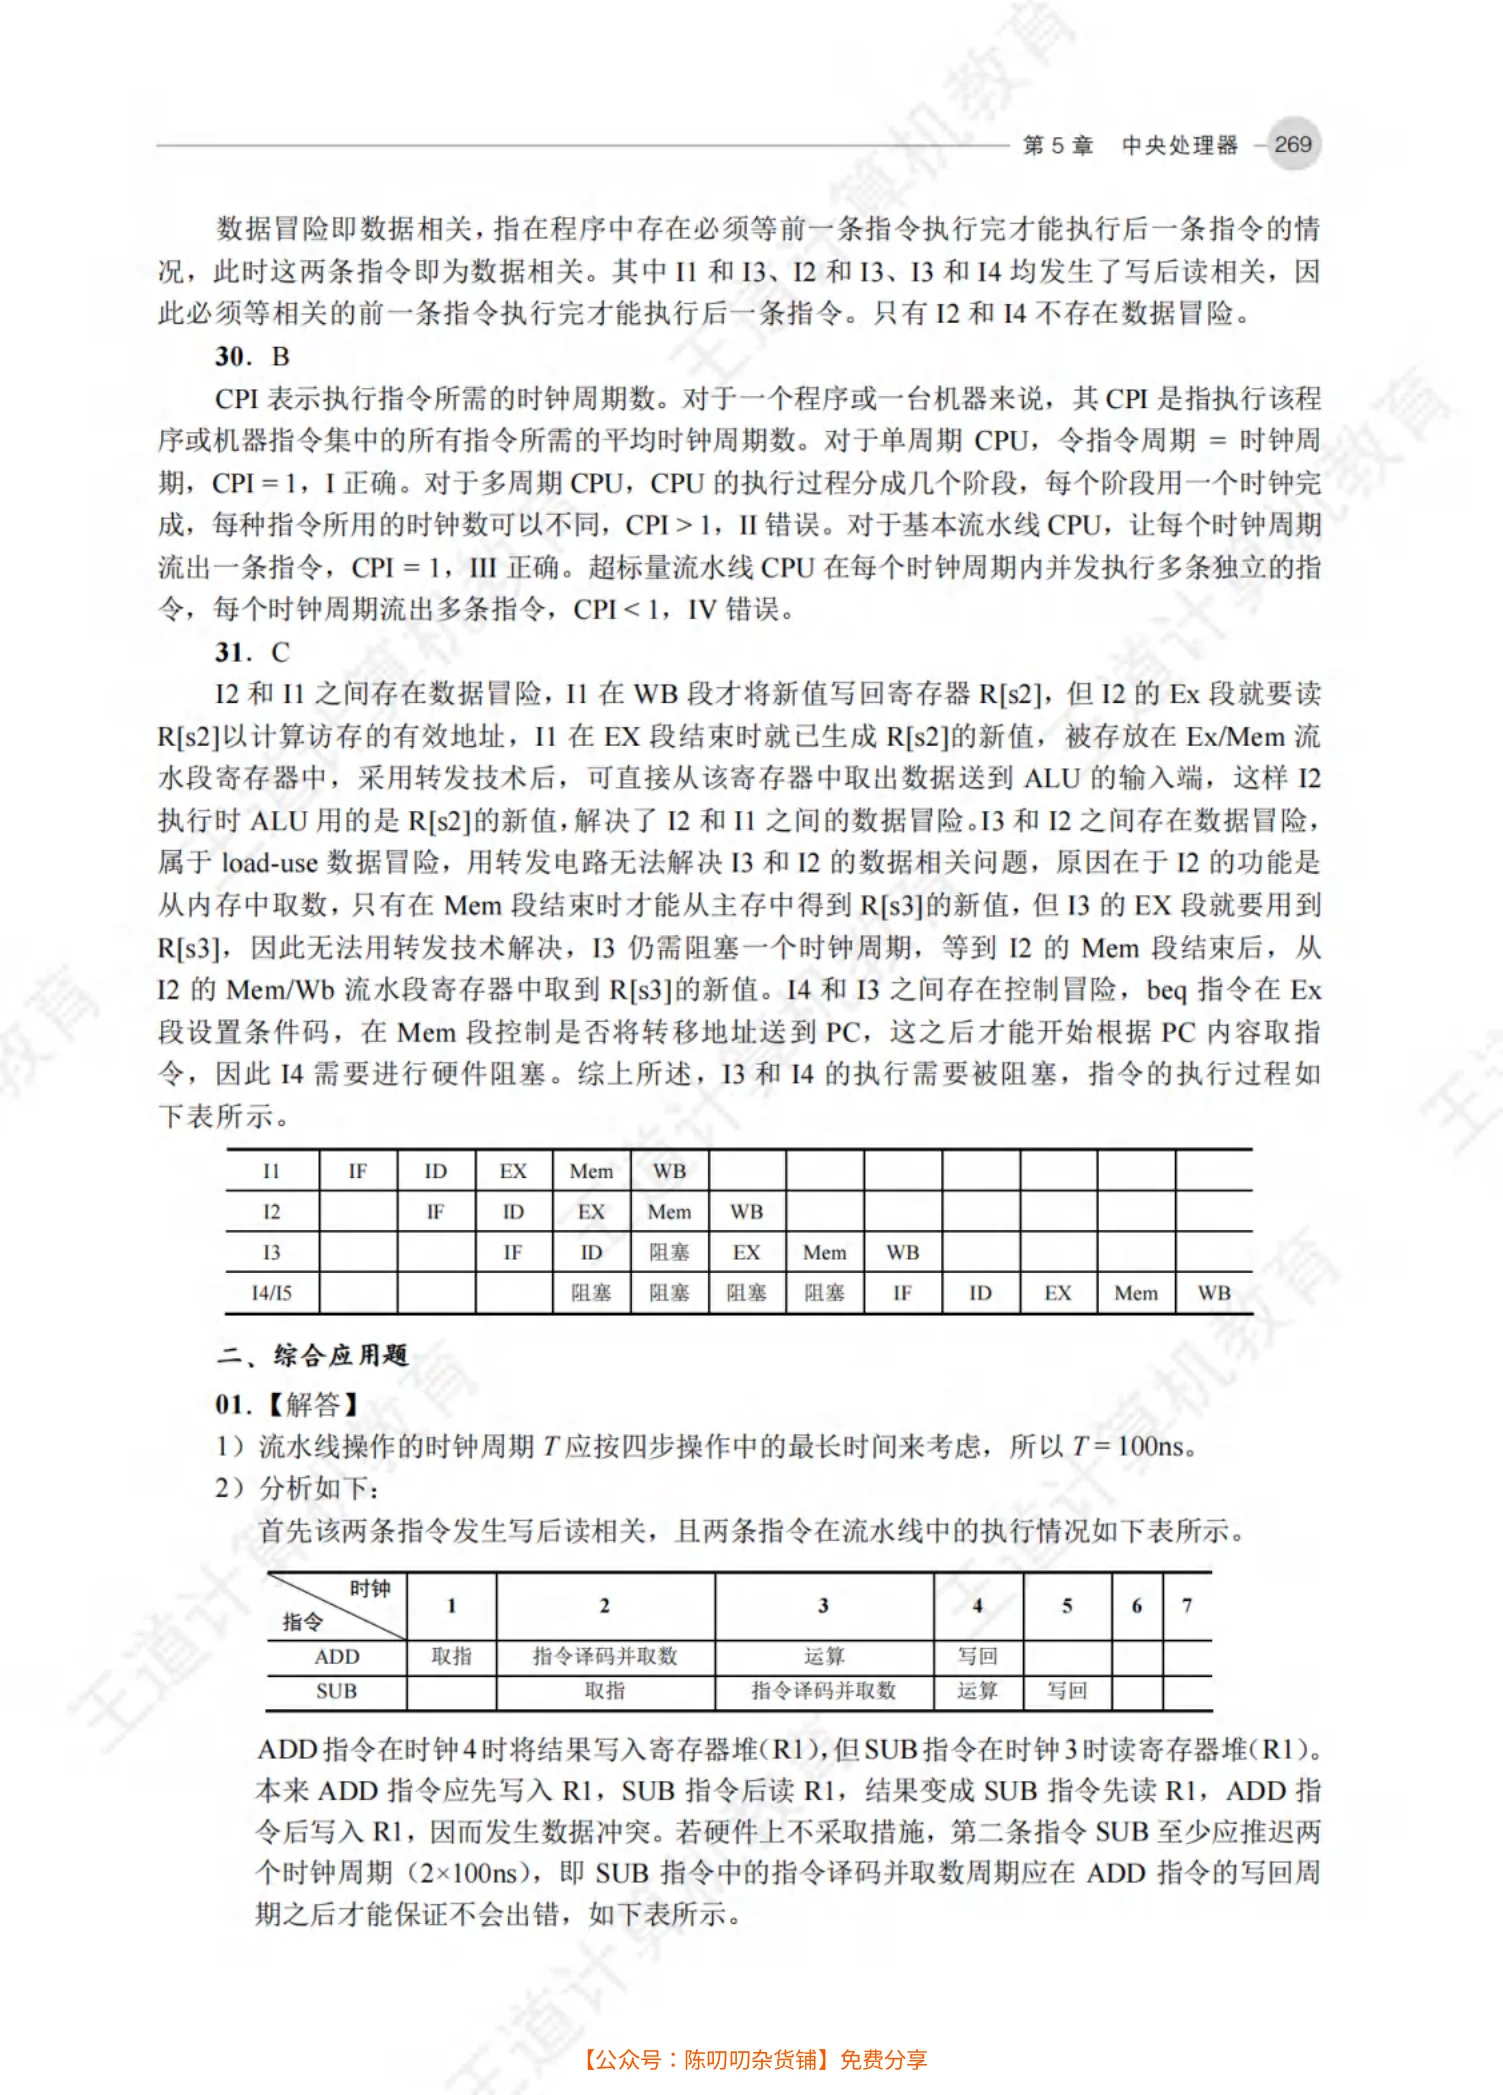 第 5 章 中央处理器 269
数据冒险即数据相关，指在程序中存在必须等前一条指令执行完才能执行后一条指令的情
况，此时这两条指令即为数据相关。其中 I1 和 I3、I2 和 I3、I3 和 I4 均发生了写后读相关，因
此必须等相关的前一条指令执行完才能执行后一条指令。只有 I2 和 I4 不存在数据冒险。
30. B
CPI 表示执行指令所需的时钟周期数。对于一个程序或一台机器来说，其 CPI 是指执行该程
序或机器指令集中的所有指令所需的平均时钟周期数。对于单周期 CPU，令指令周期 = 时钟周
期，CPI = 1，I 正确。对于多周期 CPU，CPU 的执行过程分成几个阶段，每个阶段用一个时钟完
成，每种指令所用的时钟数可以不同，CPI > 1，II 错误。对于基本流水线 CPU，让每个时钟周期
流出一条指令，CPI = 1，III 正确。超标量流水线 CPU 在每个时钟周期内并发执行多条独立的指
令，每个时钟周期流出多条指令，CPI < 1，IV 错误。
31. C
I2 和 I1 之间存在数据冒险，I1 在 WB 段才将新值写回寄存器 R[s2]，但 I2 的 Ex 段就要读
R[s2]以计算访存的有效地址，I1 在 EX 段结束时就已生成 R[s2]的新值，被存放在 Ex/Mem 流
水段寄存器中，采用转发技术后，可直接从该寄存器中取出数据送到 ALU 的输入端，这样 I2
执行时 ALU 用的是 R[s2]的新值，解决了 I2 和 I1 之间的数据冒险。I3 和 I2 之间存在数据冒险，
属于 load-use 数据冒险，用转发电路无法解决 I3 和 I2 的数据相关问题，原因在于 I2 的功能是
从内存中取数，只有在 Mem 段结束时才能从主存中得到 R[s3]的新值，但 I3 的 EX 段就要用到
R[s3]，因此无法用转发技术解决，I3 仍需阻塞一个时钟周期，等到 I2 的 Mem 段结束后，从
I2 的 Mem/Wb 流水段寄存器中取到 R[s3]的新值。I4 和 I3 之间存在控制冒险，beq 指令在 Ex
段设置条件码，在 Mem 段控制是否将转移地址送到 PC，这之后才能开始根据 PC 内容取指
令，因此 I4 需要进行硬件阻塞。综上所述，I3 和 I4 的执行需要被阻塞，指令的执行过程如
下表所示。
I1 IF ID EX Mem WB
I2 IF ID EX Mem WB
I3 IF ID 阻塞 EX Mem WB
I4/I5 阻塞 阻塞 阻塞 阻塞 IF ID EX Mem WB
二、综合应用题
01.【解答】
1）流水线操作的时钟周期 T 应按四步操作中的最长时间来考虑，所以 T = 100ns。
2）分析如下：
首先该两条指令发生写后读相关，且两条指令在流水线中的执行情况如下表所示。
时钟
指令 1 2 3 4 5 6 7
ADD 取指 指令译码并取数 运算 写回
SUB 取指 指令译码并取数 运算 写回
ADD 指令在时钟 4 时将结果写入寄存器堆（R1），但 SUB 指令在时钟 3 时读寄存器堆（R1）。
本来 ADD 指令应先写入 R1，SUB 指令后读 R1，结果变成 SUB 指令先读 R1，ADD 指
令后写入 R1，因而发生数据冲突。若硬件上不采取措施，第二条指令 SUB 至少应推迟两
个时钟周期（2×100ns），即 SUB 指令中的指令译码并取数周期应在 ADD 指令的写回周
期之后才能保证不会出错，如下表所示。
【公众号：陈叨叨杂货铺】免费分享
王道计算机教育